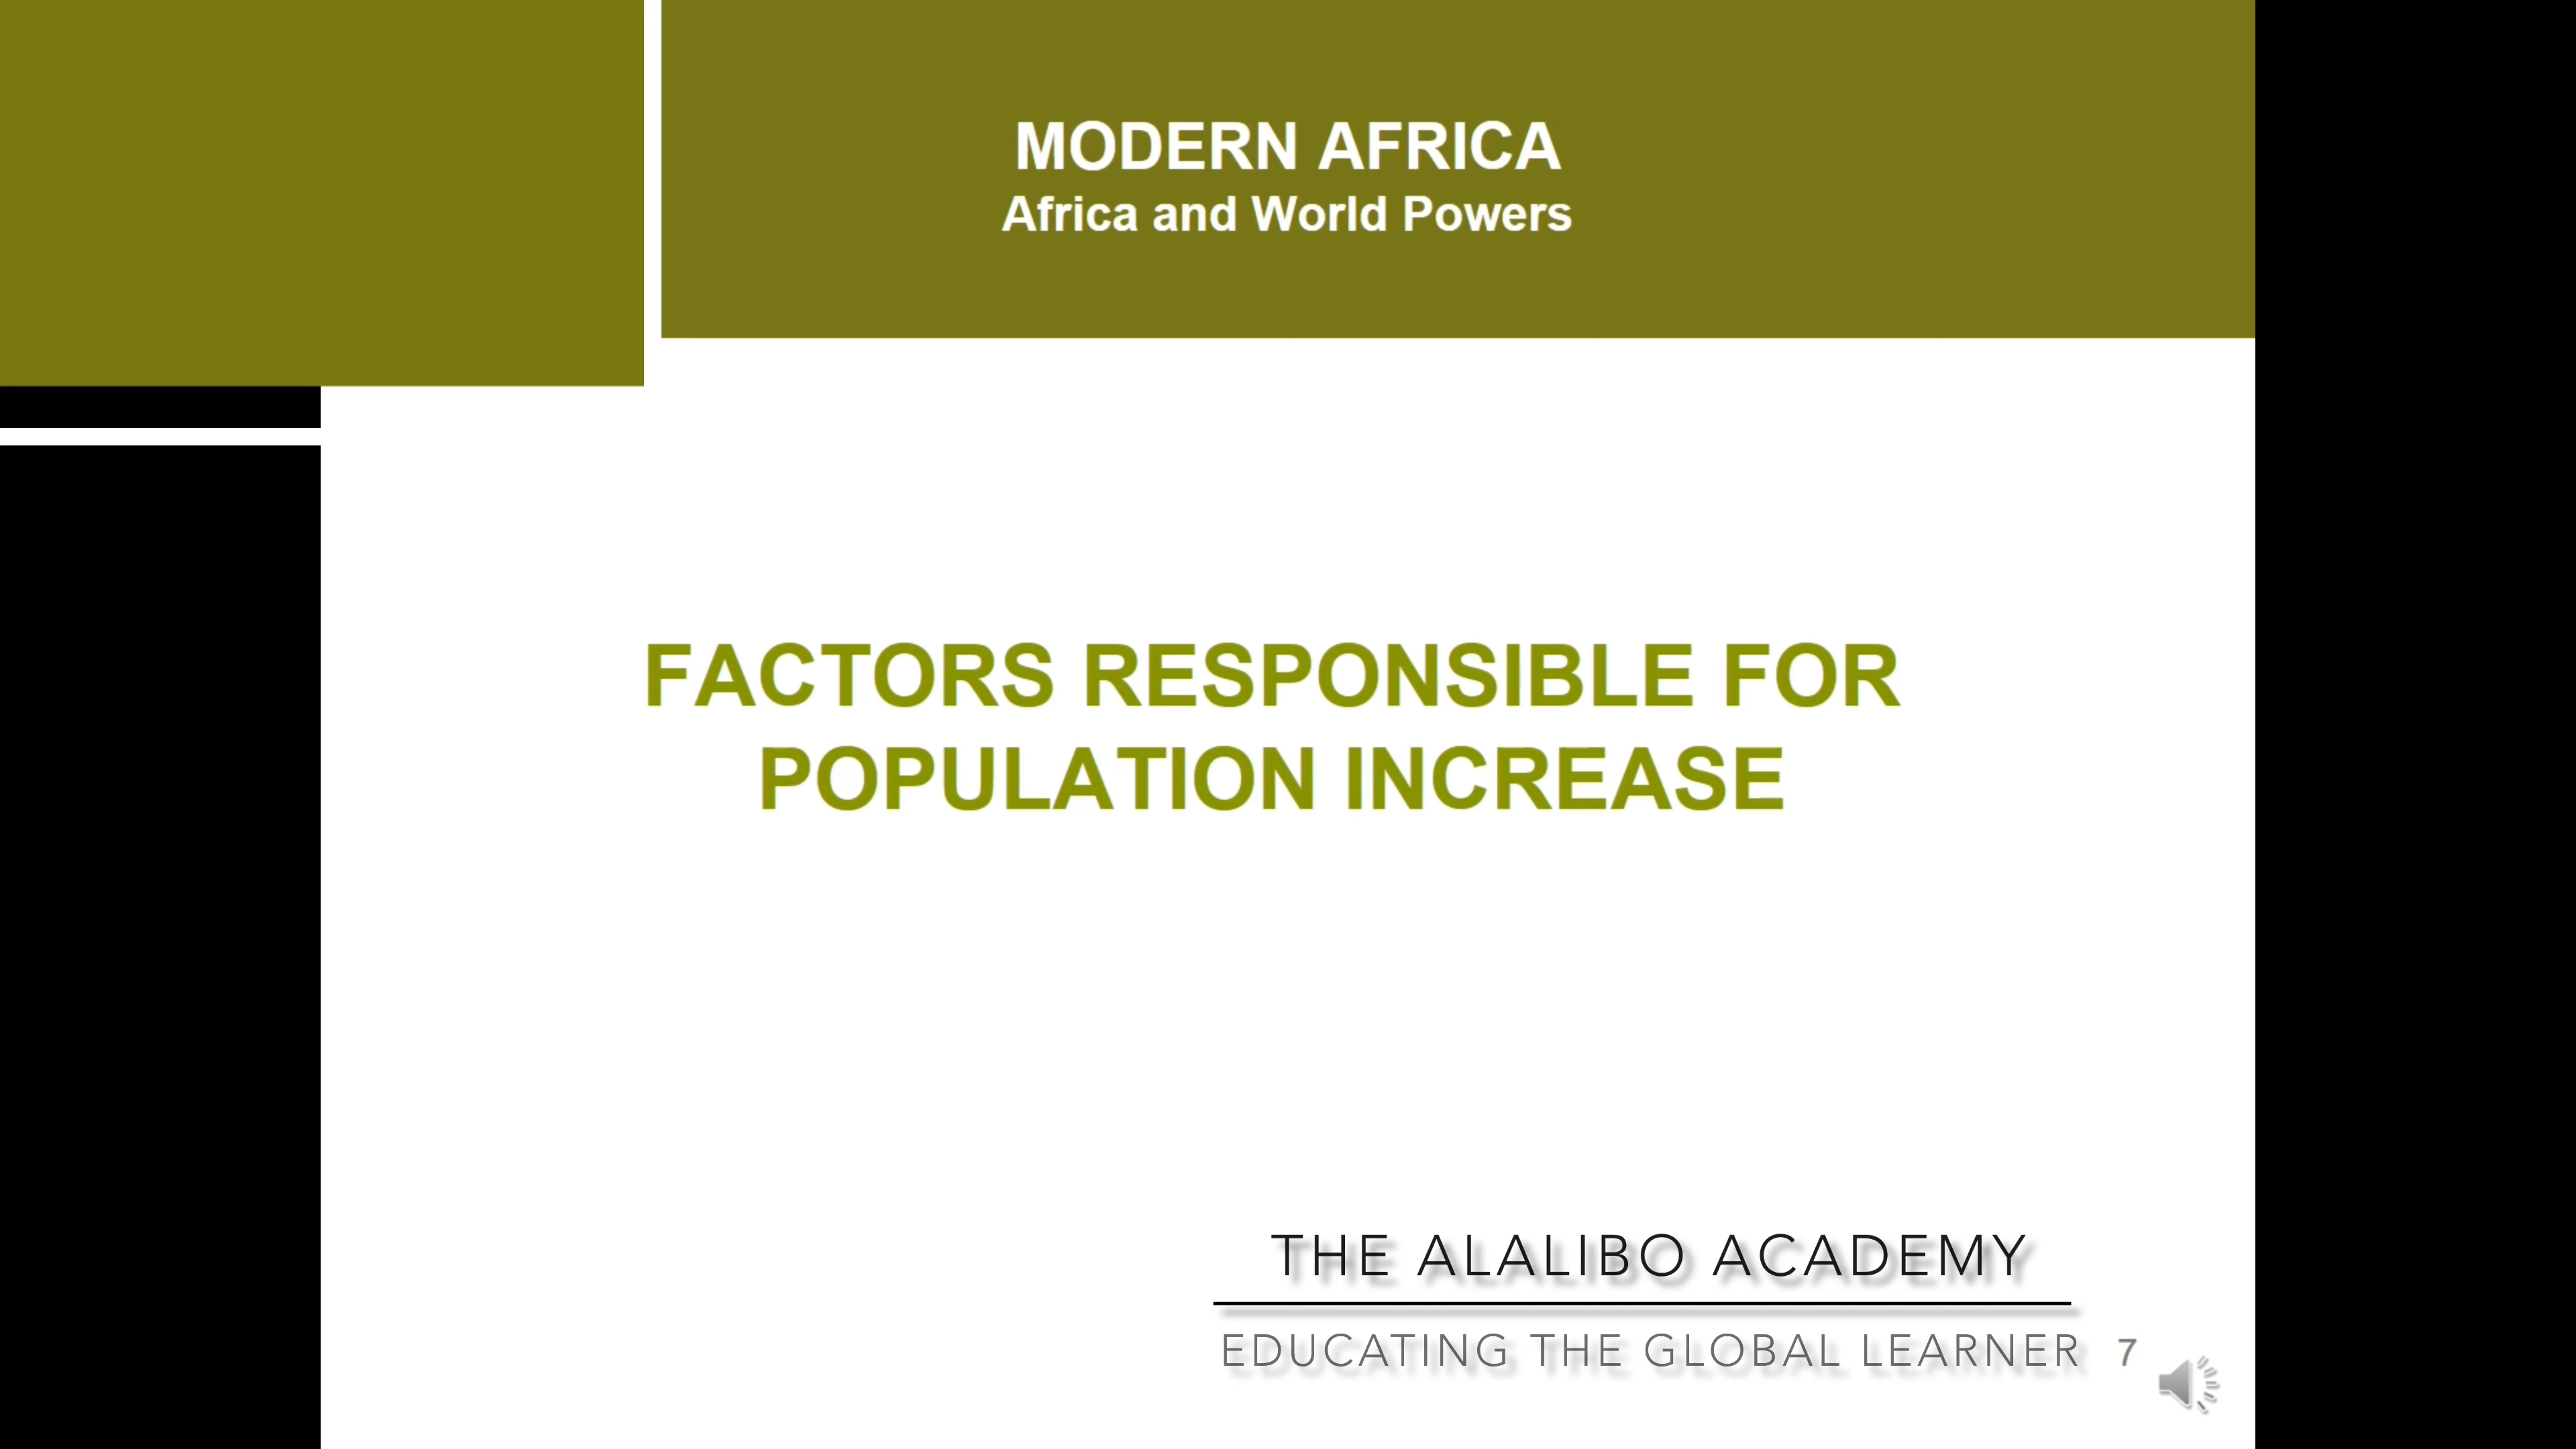 MODERN AFRICA
Africa and World Powers
FACTORS RESPONSIBLE FOR
POPULATION INCREASE
THE ALALIBO ACADEMY
EDUCATING THE GLOBAL LEARNER
7